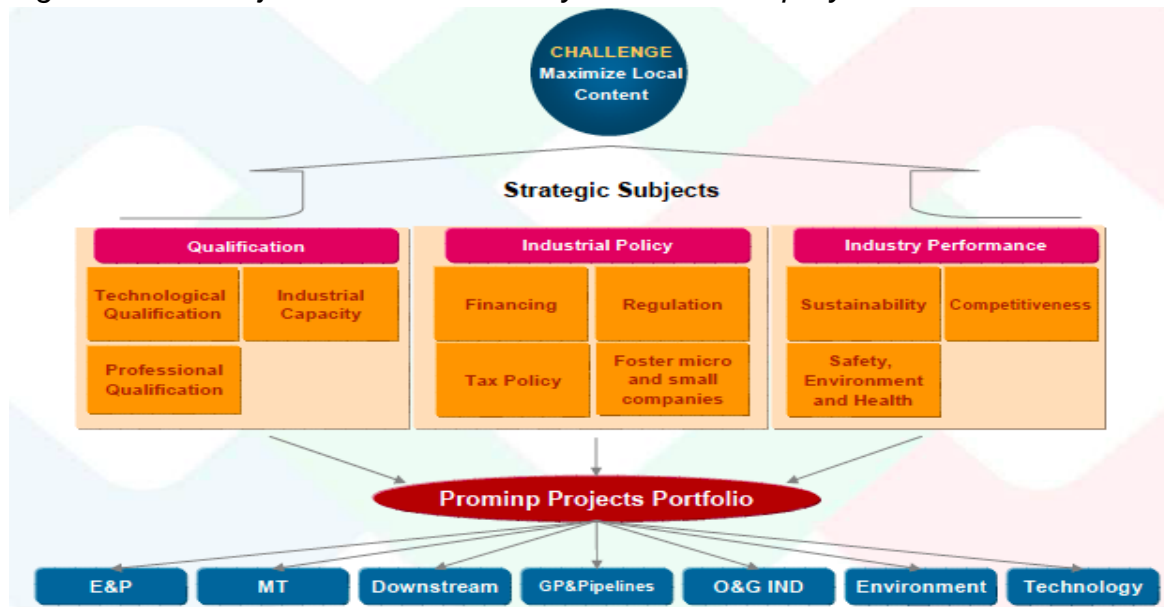 CHALLENGE
Maximize Local
Content
Strategic Subjects
Qualification
Industrial Policy
Industry Performance
Technological
Qualification
Industrial
Capacity
Professional
Qualification
Financing
Regulation
Tax Policy
Foster micro
and small
companies
Sustainability
Competitiveness
Safety,
Environment
and Health
Prominp Projects Portfolio
E&P
MT
Downstream
GP&Pipelines
O&G IND
Environment
Technology